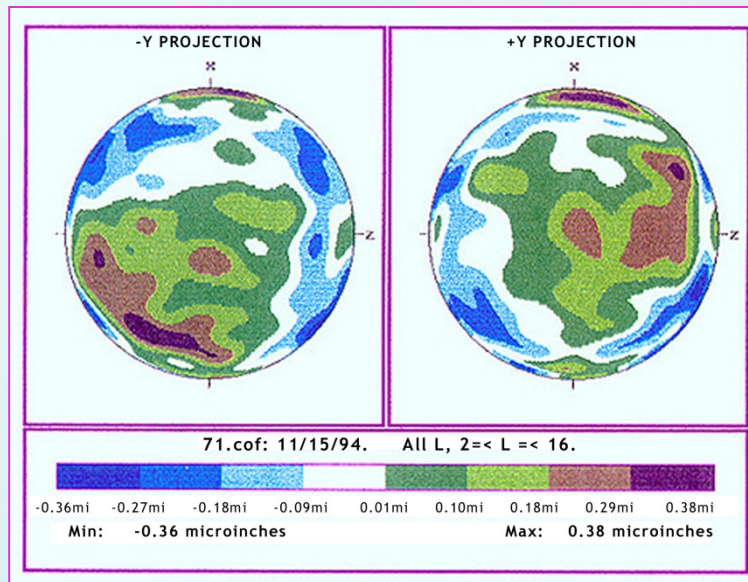 -Y PROJECTION
+Y PROJECTION
X
X
Z
Z
71.cof: 11/15/94. All L, 2=< L =< 16.
-0.36mi -0.27mi -0.18mi -0.09mi 0.01mi 0.10mi 0.18mi 0.29mi 0.38mi
Min: -0.36 microinches Max: 0.38 microinches